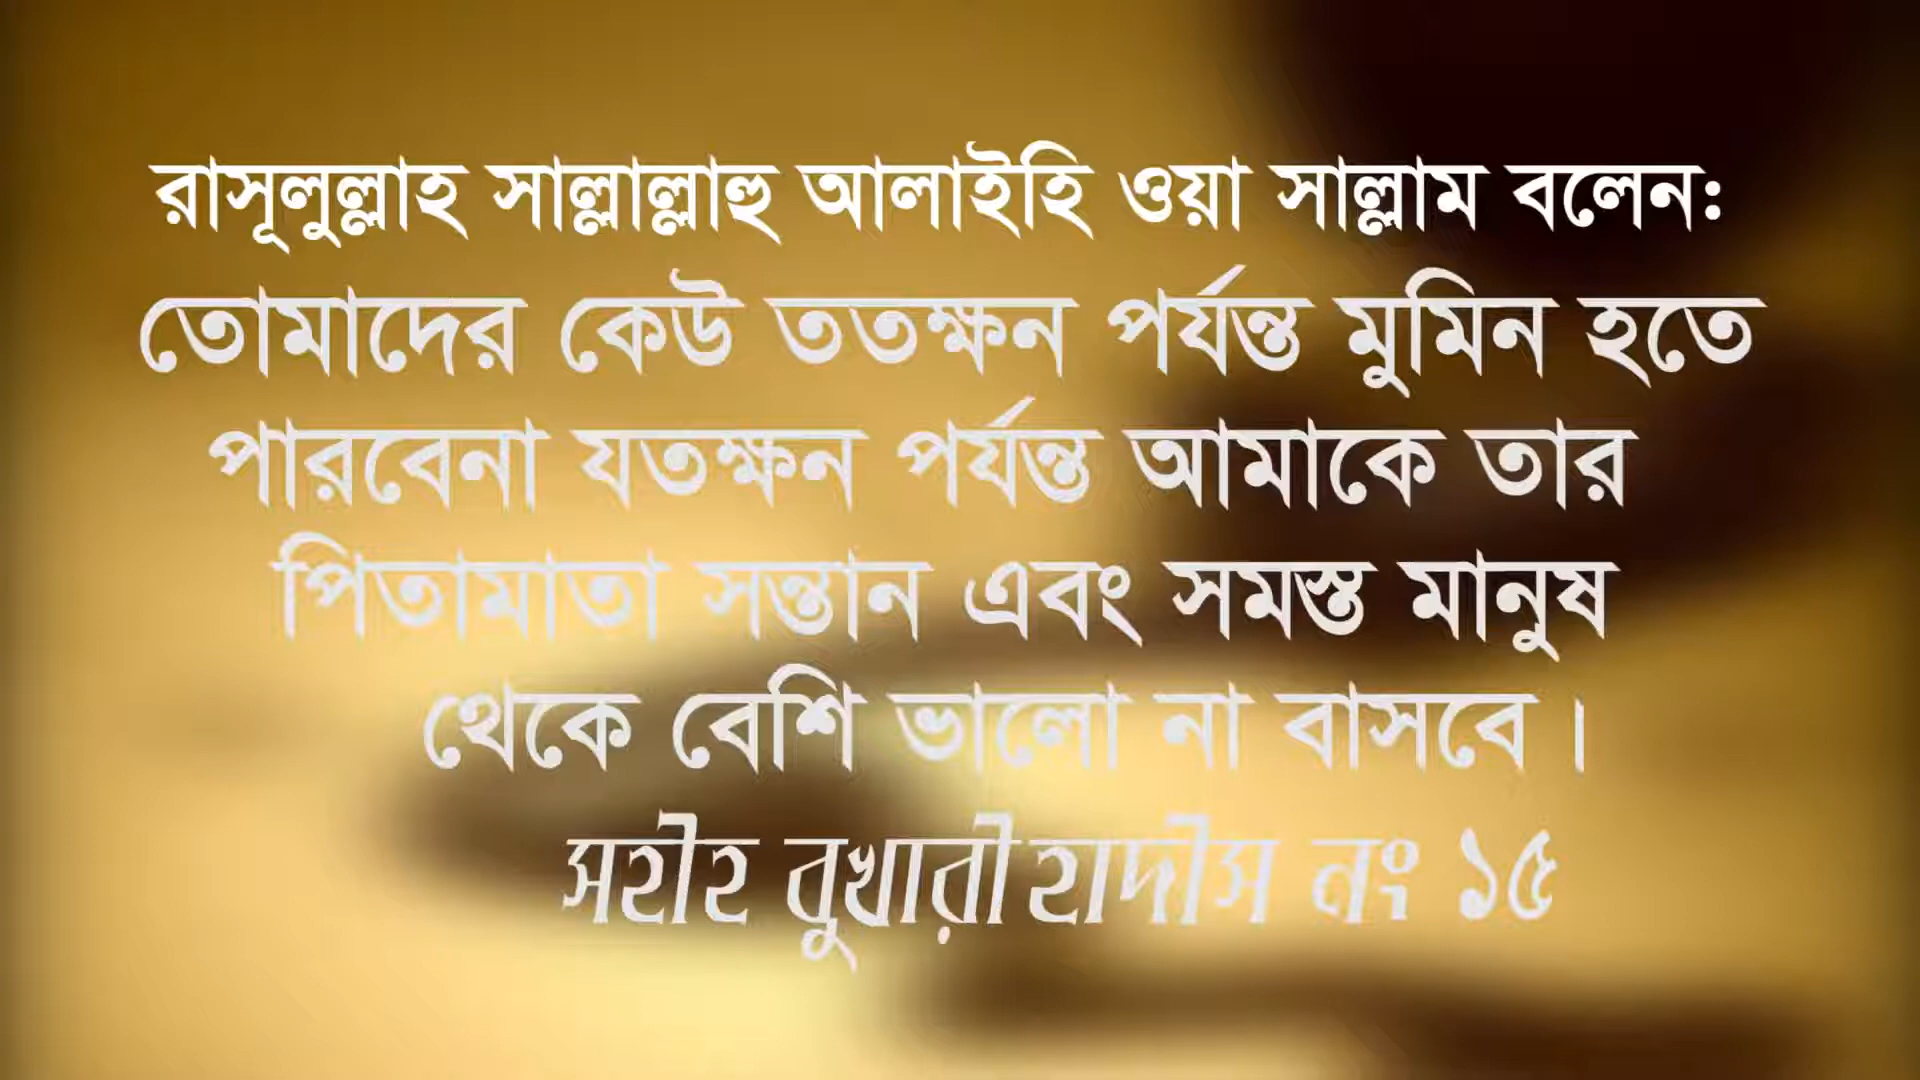 রাসূলুল্লাহ সাল্লাল্লাহু আলাইহি ওয়া সাল্লাম বলেন:
তোমাদের কেউ ততক্ষন পর্যন্ত মুমিন হতে
পারবেনা যতক্ষন পর্যন্ত আমাকে তার
পিতামাতা সন্তান এবং সমস্ত মানুষ
থেকে বেশি ভালো না বাসবে।
সহীহ বুখারী হাদীস নং ১৫